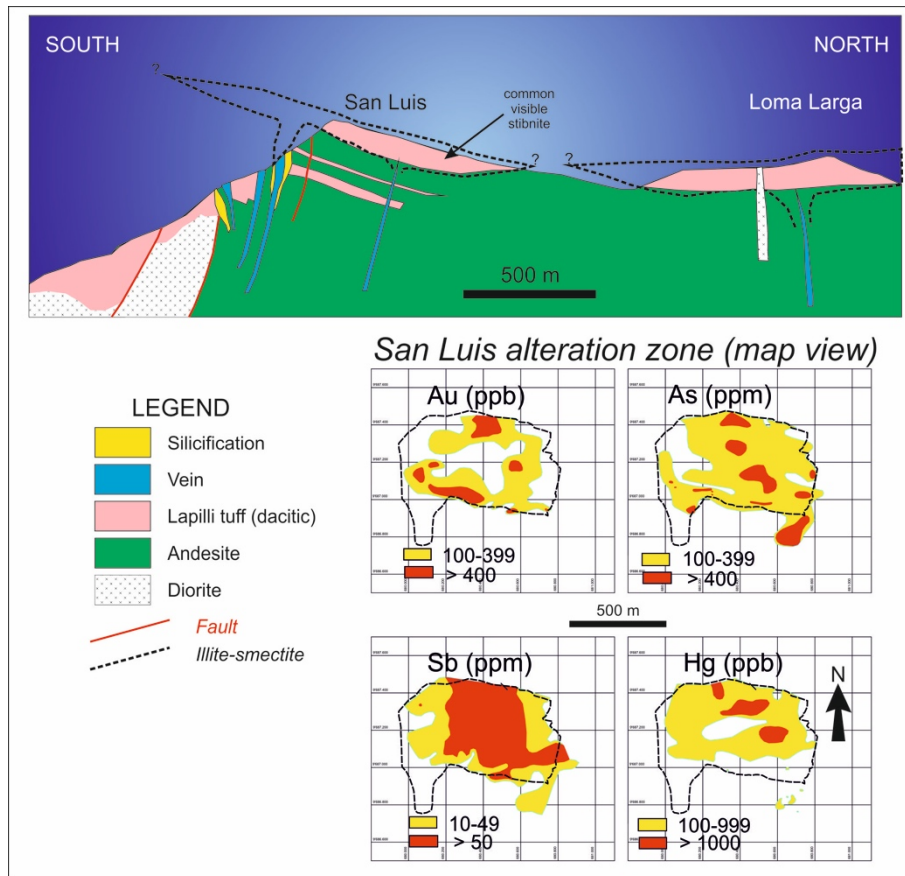 SOUTH
NORTH
San Luis
common
visible
stibnite
Loma Larga
?
?
?
500 m
San Luis alteration zone (map view)
LEGEND
Silicification
Vein
Lapilli tuff (dacitic)
Andesite
Diorite
Fault
Illite-smectite
Au (ppb)
100-399
> 400
As (ppm)
100-399
> 400
500 m
Sb (ppm)
10-49
> 50
Hg (ppb)
100-999
> 1000
N